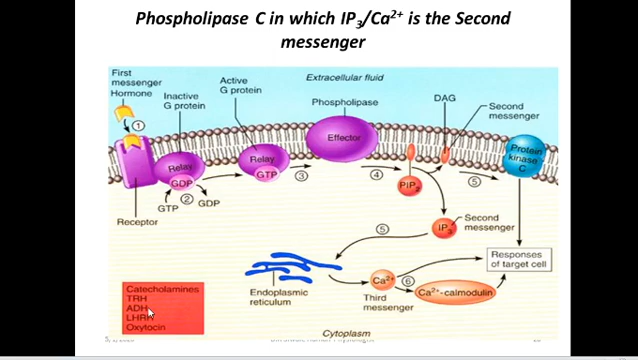 Phospholipase C in which IP3/Ca2+ is the Second
messenger
First
messenger
Hormone
Inactive
G protein
Active
G protein
Extracellular fluid
Phospholipase
DAG
Second
messenger
1
Relay
GDP
Relay
GTP
Effector
Protein
kinase
C
2
GTP
GDP
3
4
PIP2
5
Receptor
5
IP3
Second
messenger
Responses
of target cell
Endoplasmic
reticulum
Ca2+
6
Ca2+-calmodulin
Third
messenger
Catecholamines
TRH
ADH
LHRH
Oxytocin
Cytoplasm